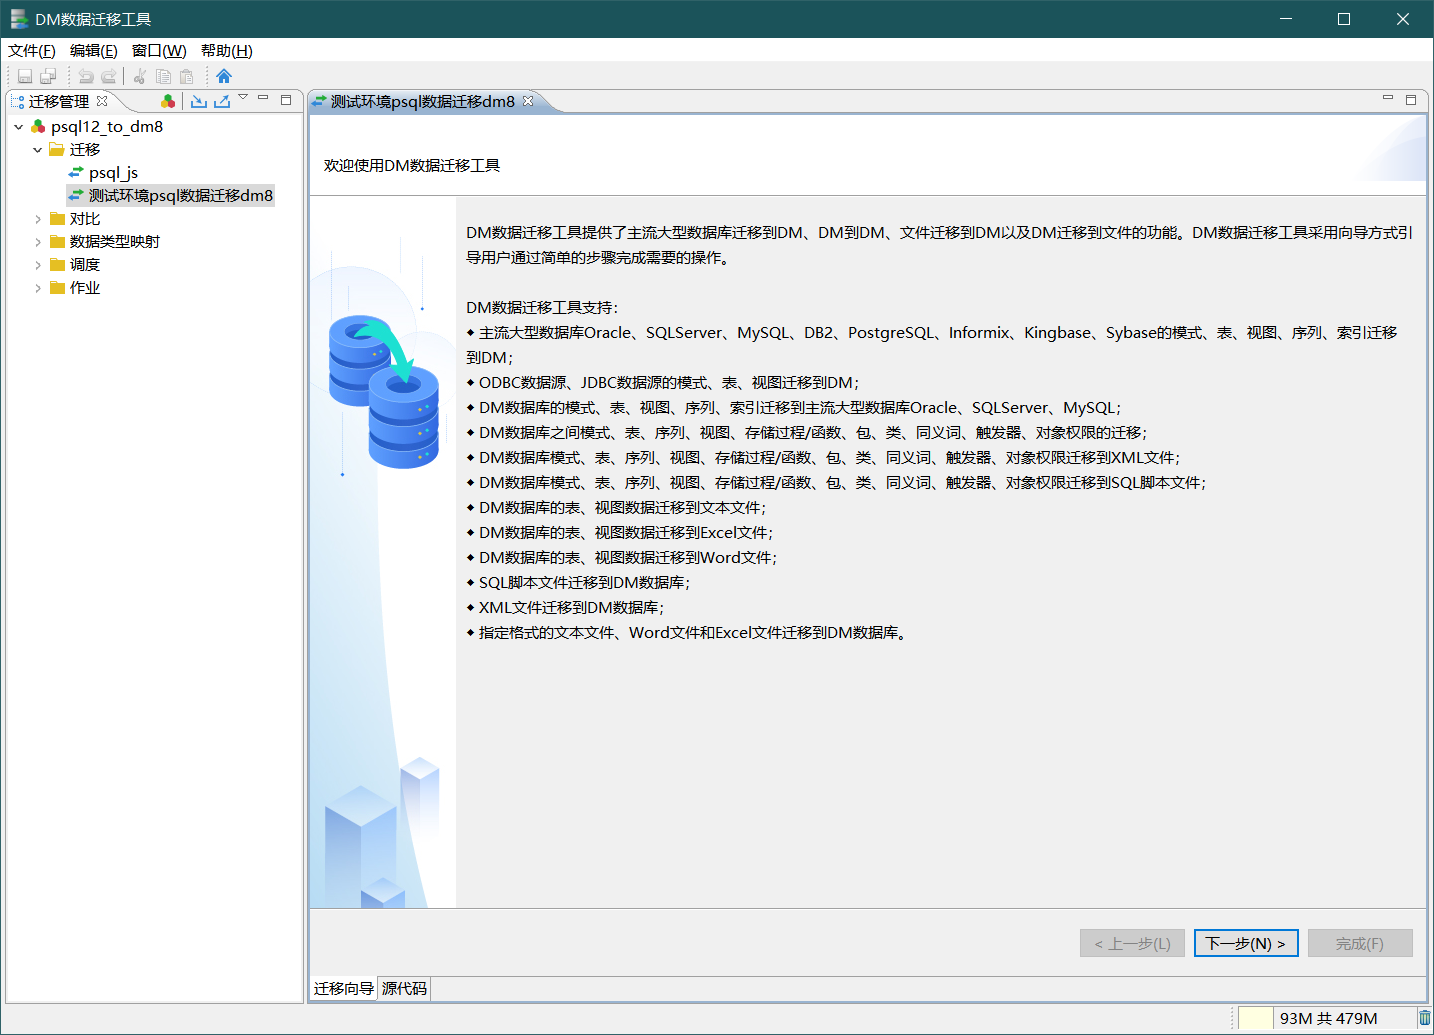 DM数据迁移工具
文件(F) 编辑(E) 窗口(W) 帮助(H)
迁移管理
测试环境psql数据迁移dm8
psql12_to_dm8
迁移
psql_js
测试环境psql数据迁移dm8
对比
数据类型映射
调度
作业
欢迎使用DM数据迁移工具
DM数据迁移工具提供了主流大型数据库迁移到DM、DM到DM、文件迁移到DM以及DM迁移到文件的功能。DM数据迁移工具采用向导方式引
导用户通过简单的步骤完成需要的操作。
DM数据迁移工具支持：
◆ 主流大型数据库Oracle、SQLServer、MySQL、DB2、PostgreSQL、Informix、Kingbase、Sybase的模式、表、视图、序列、索引迁移
到DM；
◆ ODBC数据源、JDBC数据源的模式、表、视图迁移到DM；
◆ DM数据库的模式、表、视图、序列、索引迁移到主流大型数据库Oracle、SQLServer、MySQL；
◆ DM数据库之间模式、表、序列、视图、存储过程/函数、包、类、同义词、触发器、对象权限的迁移；
◆ DM数据库模式、表、序列、视图、存储过程/函数、包、类、同义词、触发器、对象权限迁移到XML文件；
◆ DM数据库模式、表、序列、视图、存储过程/函数、包、类、同义词、触发器、对象权限迁移到SQL脚本文件；
◆ DM数据库的表、视图数据迁移到文本文件；
◆ DM数据库的表、视图数据迁移到Excel文件；
◆ DM数据库的表、视图数据迁移到Word文件；
◆ SQL脚本文件迁移到DM数据库；
◆ XML文件迁移到DM数据库；
◆ 指定格式的文本文件、Word文件和Excel文件迁移到DM数据库。
< 上一步(L) 下一步(N) > 完成(F)
迁移向导 源代码
93M 共 479M